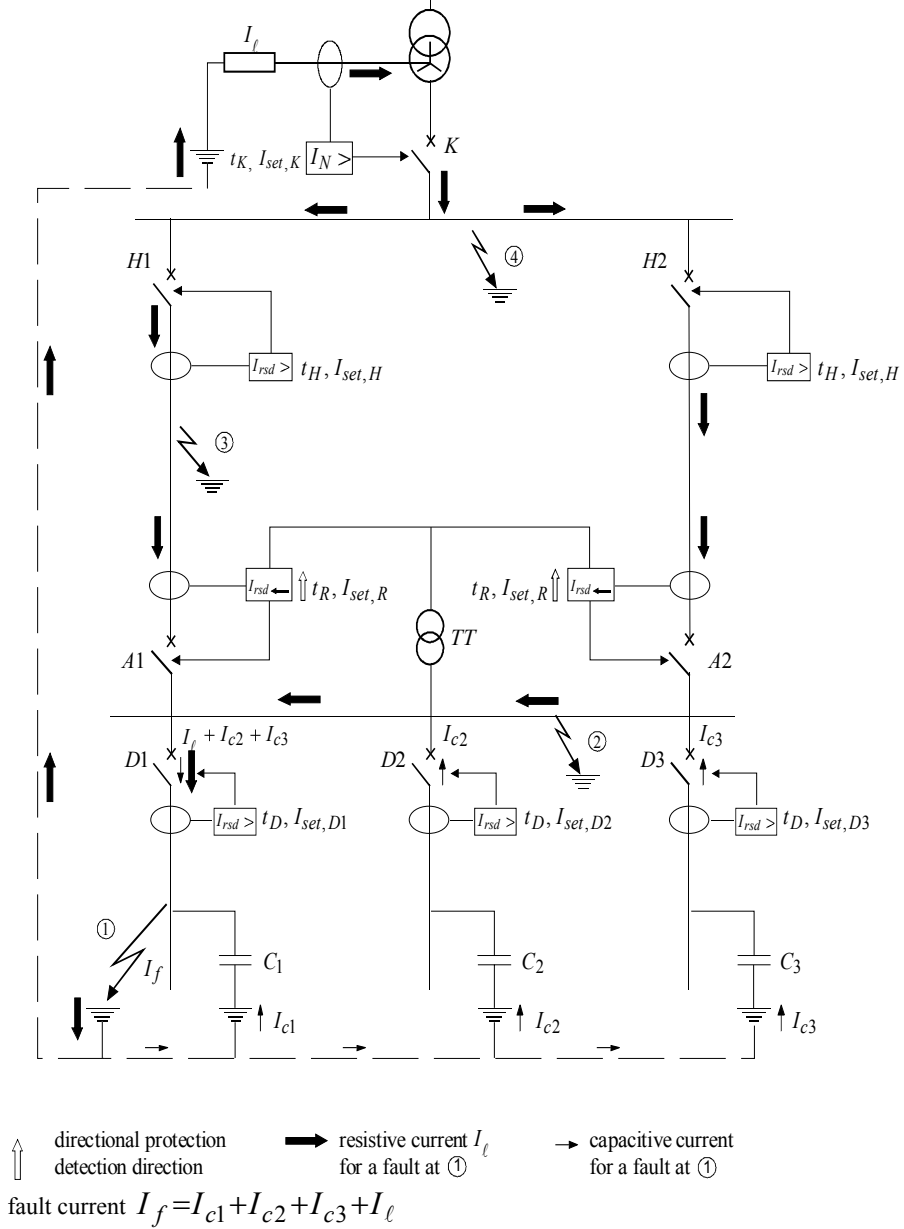 I_ℓ
t_K, I_set,K I_N > K
④
H1 H2
I_rsd > t_H, I_set,H I_rsd > t_H, I_set,H
③
I_rsd t_R, I_set,R t_R, I_set,R I_rsd
TT
A1 A2
I_ℓ + I_c2 + I_c3 I_c2 ② I_c3
D1 D2 D3
I_rsd > t_D, I_set,D1 I_rsd > t_D, I_set,D2 I_rsd > t_D, I_set,D3
①
I_f C_1 C_2 C_3
I_c1 I_c2 I_c3
directional protection resistive current I_ℓ capacitive current
detection direction for a fault at ① for a fault at ①
fault current I_f = I_c1 + I_c2 + I_c3 + I_ℓ